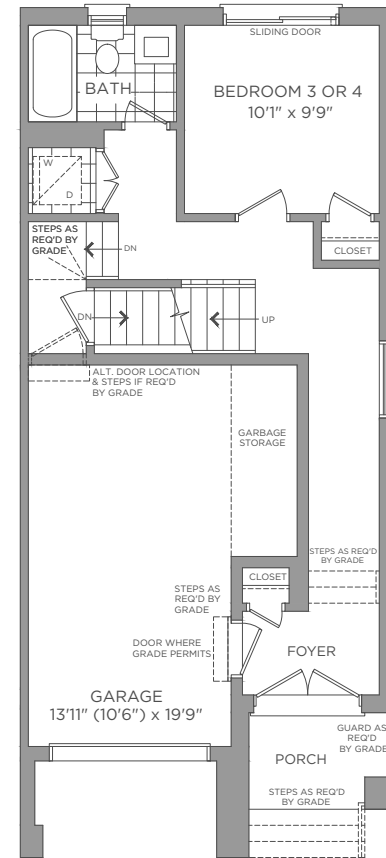 SLIDING DOOR
BATH
BEDROOM 3 OR 4
10'1" x 9'9"
W
D
STEPS AS
REQ'D BY
GRADE
DN
CLOSET
DN
UP
ALT. DOOR LOCATION
& STEPS IF REQ'D
BY GRADE
GARBAGE
STORAGE
STEPS AS REQ'D
BY GRADE
CLOSET
STEPS AS
REQ'D BY
GRADE
DOOR WHERE
GRADE PERMITS
FOYER
GARAGE
13'11" (10'6") x 19'9"
GUARD AS
REQ'D
BY GRADE
PORCH
STEPS AS REQ'D
BY GRADE